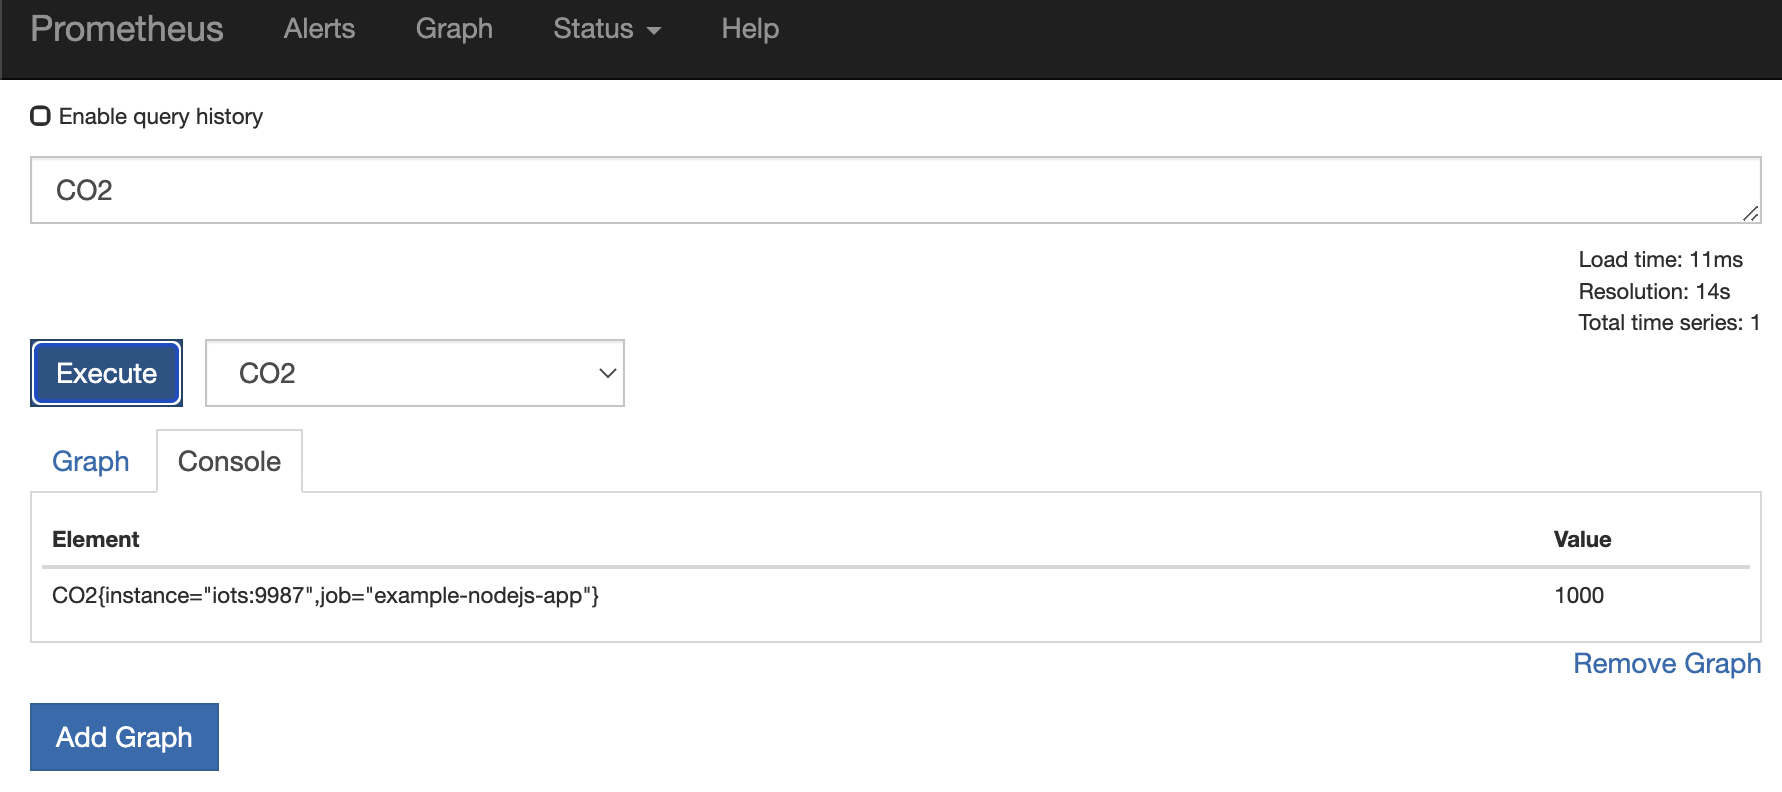 Prometheus Alerts Graph Status Help
Enable query history
CO2
Load time: 11ms
Resolution: 14s
Total time series: 1
Execute CO2
Graph Console
Element Value
CO2{instance="iots:9987",job="example-nodejs-app"} 1000
Remove Graph
Add Graph